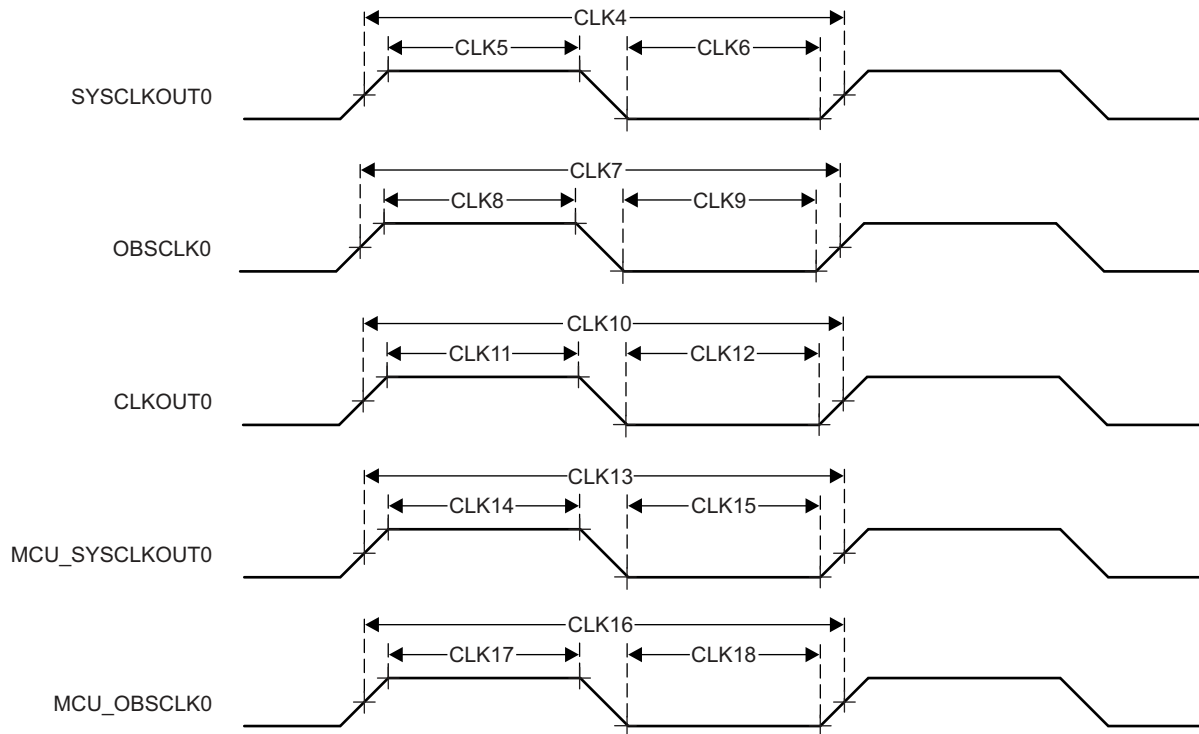 CLK4
CLK5 CLK6
SYSCLKOUT0
CLK7
CLK8 CLK9
OBSCLK0
CLK10
CLK11 CLK12
CLKOUT0
CLK13
CLK14 CLK15
MCU_SYSCLKOUT0
CLK16
CLK17 CLK18
MCU_OBSCLK0